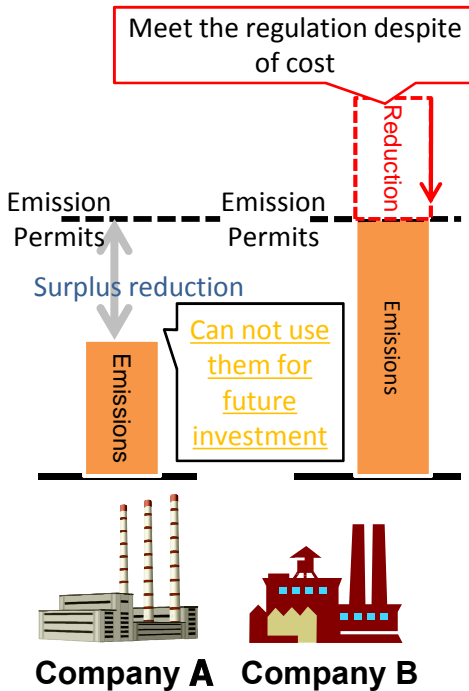 Meet the regulation despite
of cost
Reduction
Emission
Permits
Emission
Permits
Surplus reduction
Can not use
them for
future
investment
Emissions
Emissions
Company A
Company B